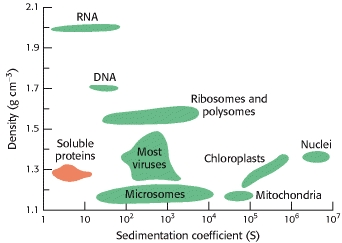 2.1
1.9
1.7
1.5
1.3
1.1
Density (g cm⁻³)
RNA
DNA
Ribosomes and
polysomes
Soluble
proteins
Most
viruses
Chloroplasts
Nuclei
Microsomes
Mitochondria
1
10
10²
10³
10⁴
10⁵
10⁶
10⁷
Sedimentation coefficient (S)